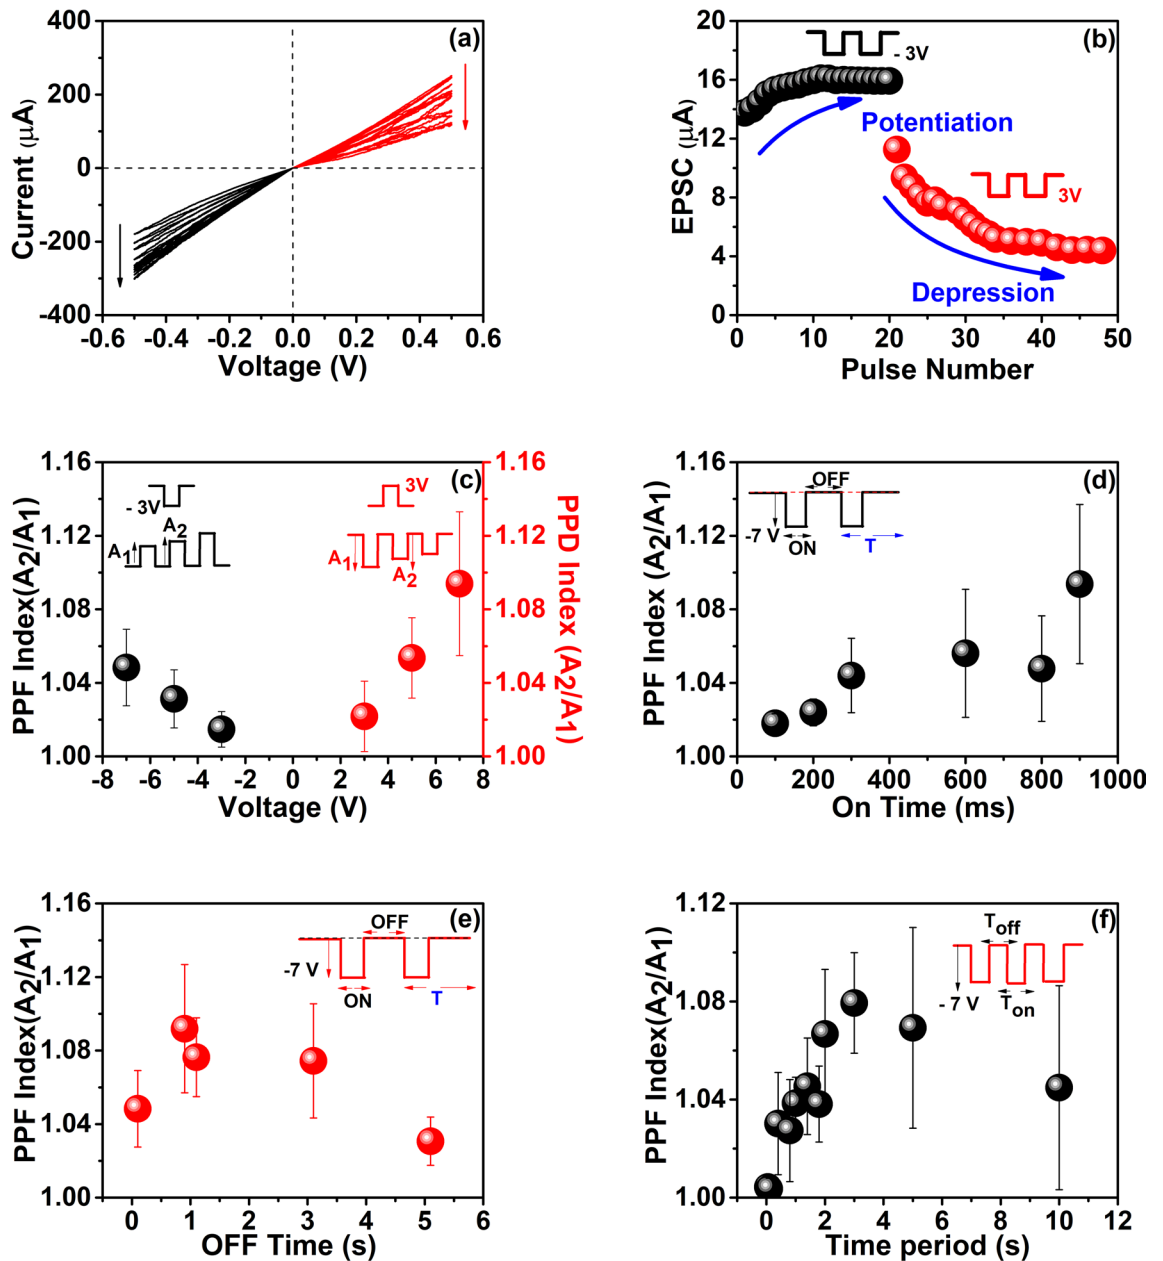 (a)
400
200
0
-200
-400
Current (μA)
-0.6 -0.4 -0.2 0.0 0.2 0.4 0.6
Voltage (V)
(b)
20
16
12
8
4
0
EPSC (μA)
- 3V
Potentiation
3V
Depression
0 10 20 30 40 50
Pulse Number
(c)
1.16
1.12
1.08
1.04
1.00
PPF Index(A2/A1)
- 3V
A1
A2
3V
A1
A2
1.16
1.12
1.08
1.04
1.00
PPD Index (A2/A1)
-8 -6 -4 -2 0 2 4 6 8
Voltage (V)
(d)
1.16
1.12
1.08
1.04
1.00
PPF Index (A2/A1)
OFF
-7 V
ON
T
0 200 400 600 800 1000
On Time (ms)
(e)
1.16
1.12
1.08
1.04
1.00
PPF Index(A2/A1)
OFF
-7 V
ON
T
0 1 2 3 4 5 6
OFF Time (s)
(f)
1.12
1.08
1.04
1.00
PPF Index(A2/A1)
Toff
- 7 V
Ton
0 2 4 6 8 10 12
Time period (s)